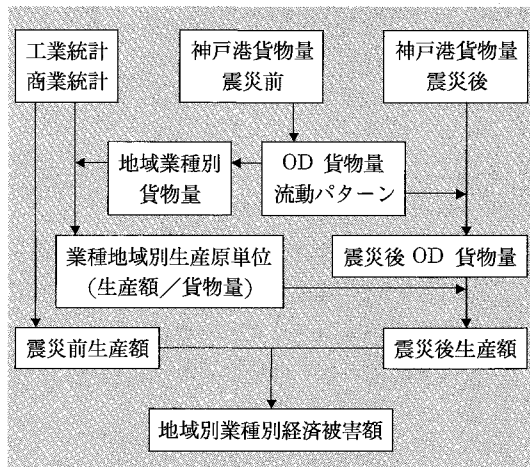 工業統計
商業統計
神戸港貨物量
震災前
神戸港貨物量
震災後
地域業種別
貨物量
OD 貨物量
流動パターン
業種地域別生産原単位
(生産額／貨物量)
震災後 OD 貨物量
震災前生産額
震災後生産額
地域別業種別経済被害額